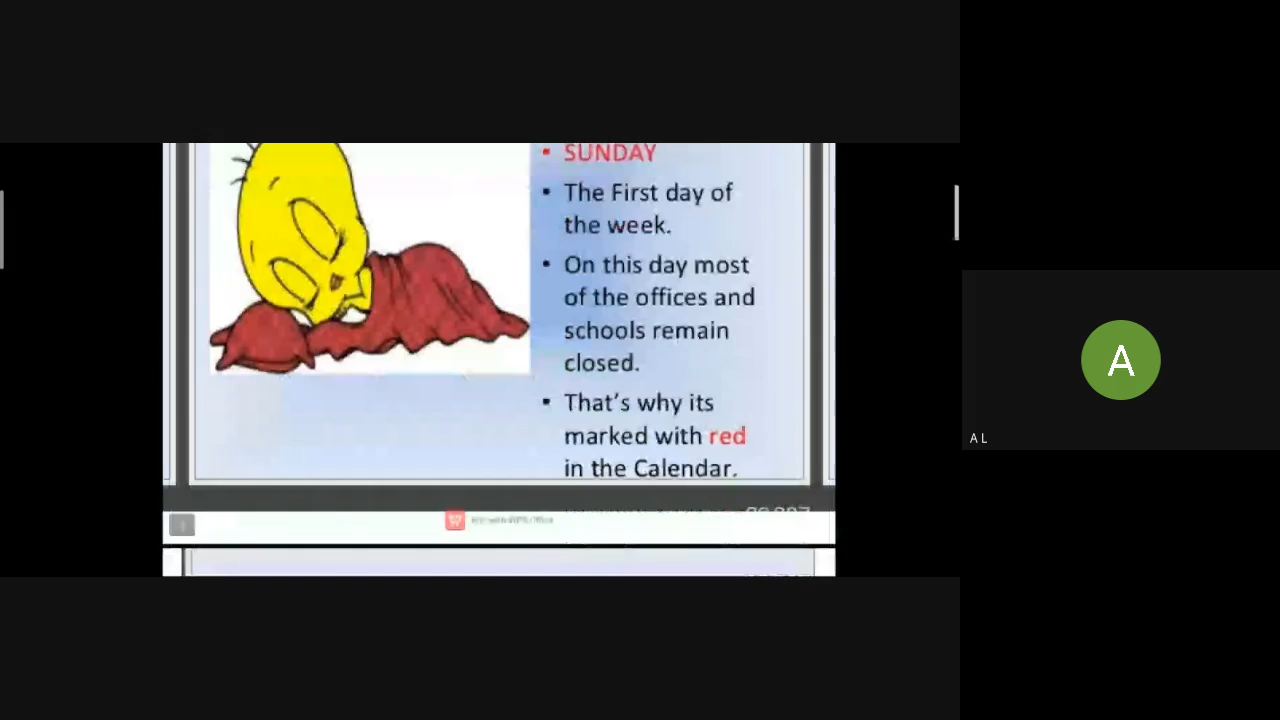 • SUNDAY
• The First day of
the week.
• On this day most
of the offices and
schools remain
closed.
• That's why its
marked with red
in the Calendar.
A
A L